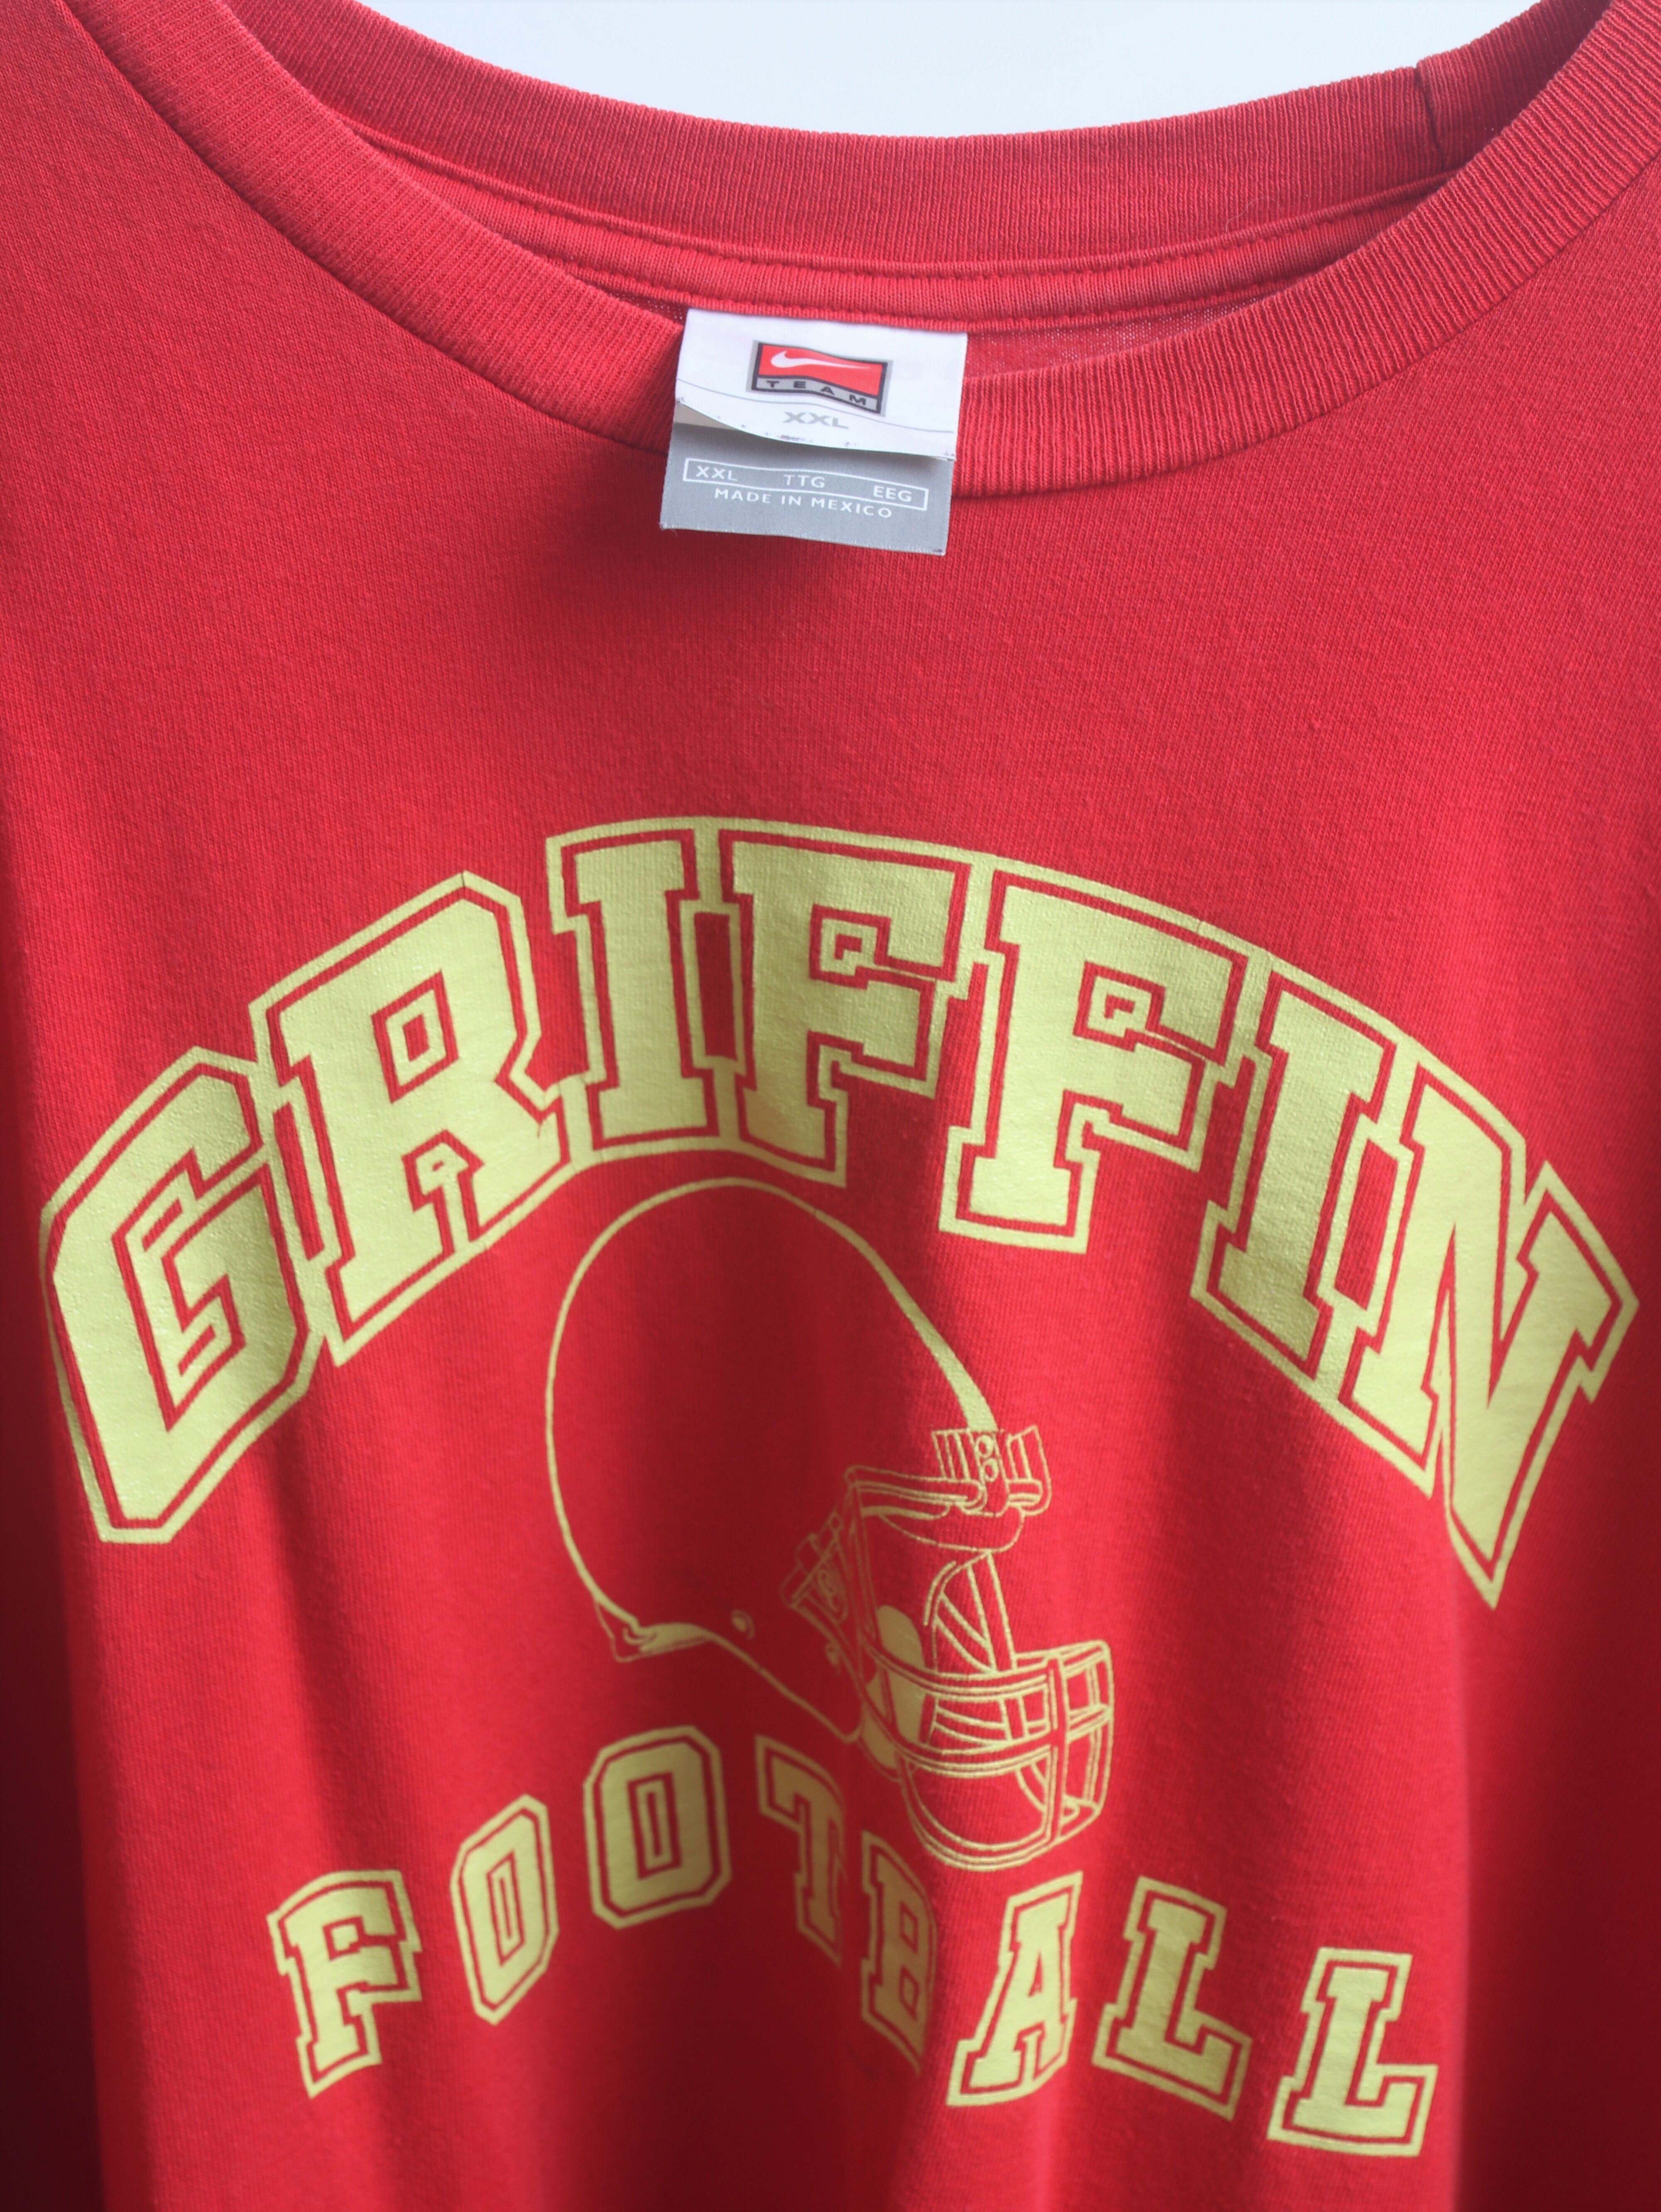 TEAM
XXL
XXL TTG EEG
MADE IN MEXICO
GRIFFIN
FOOTBALL